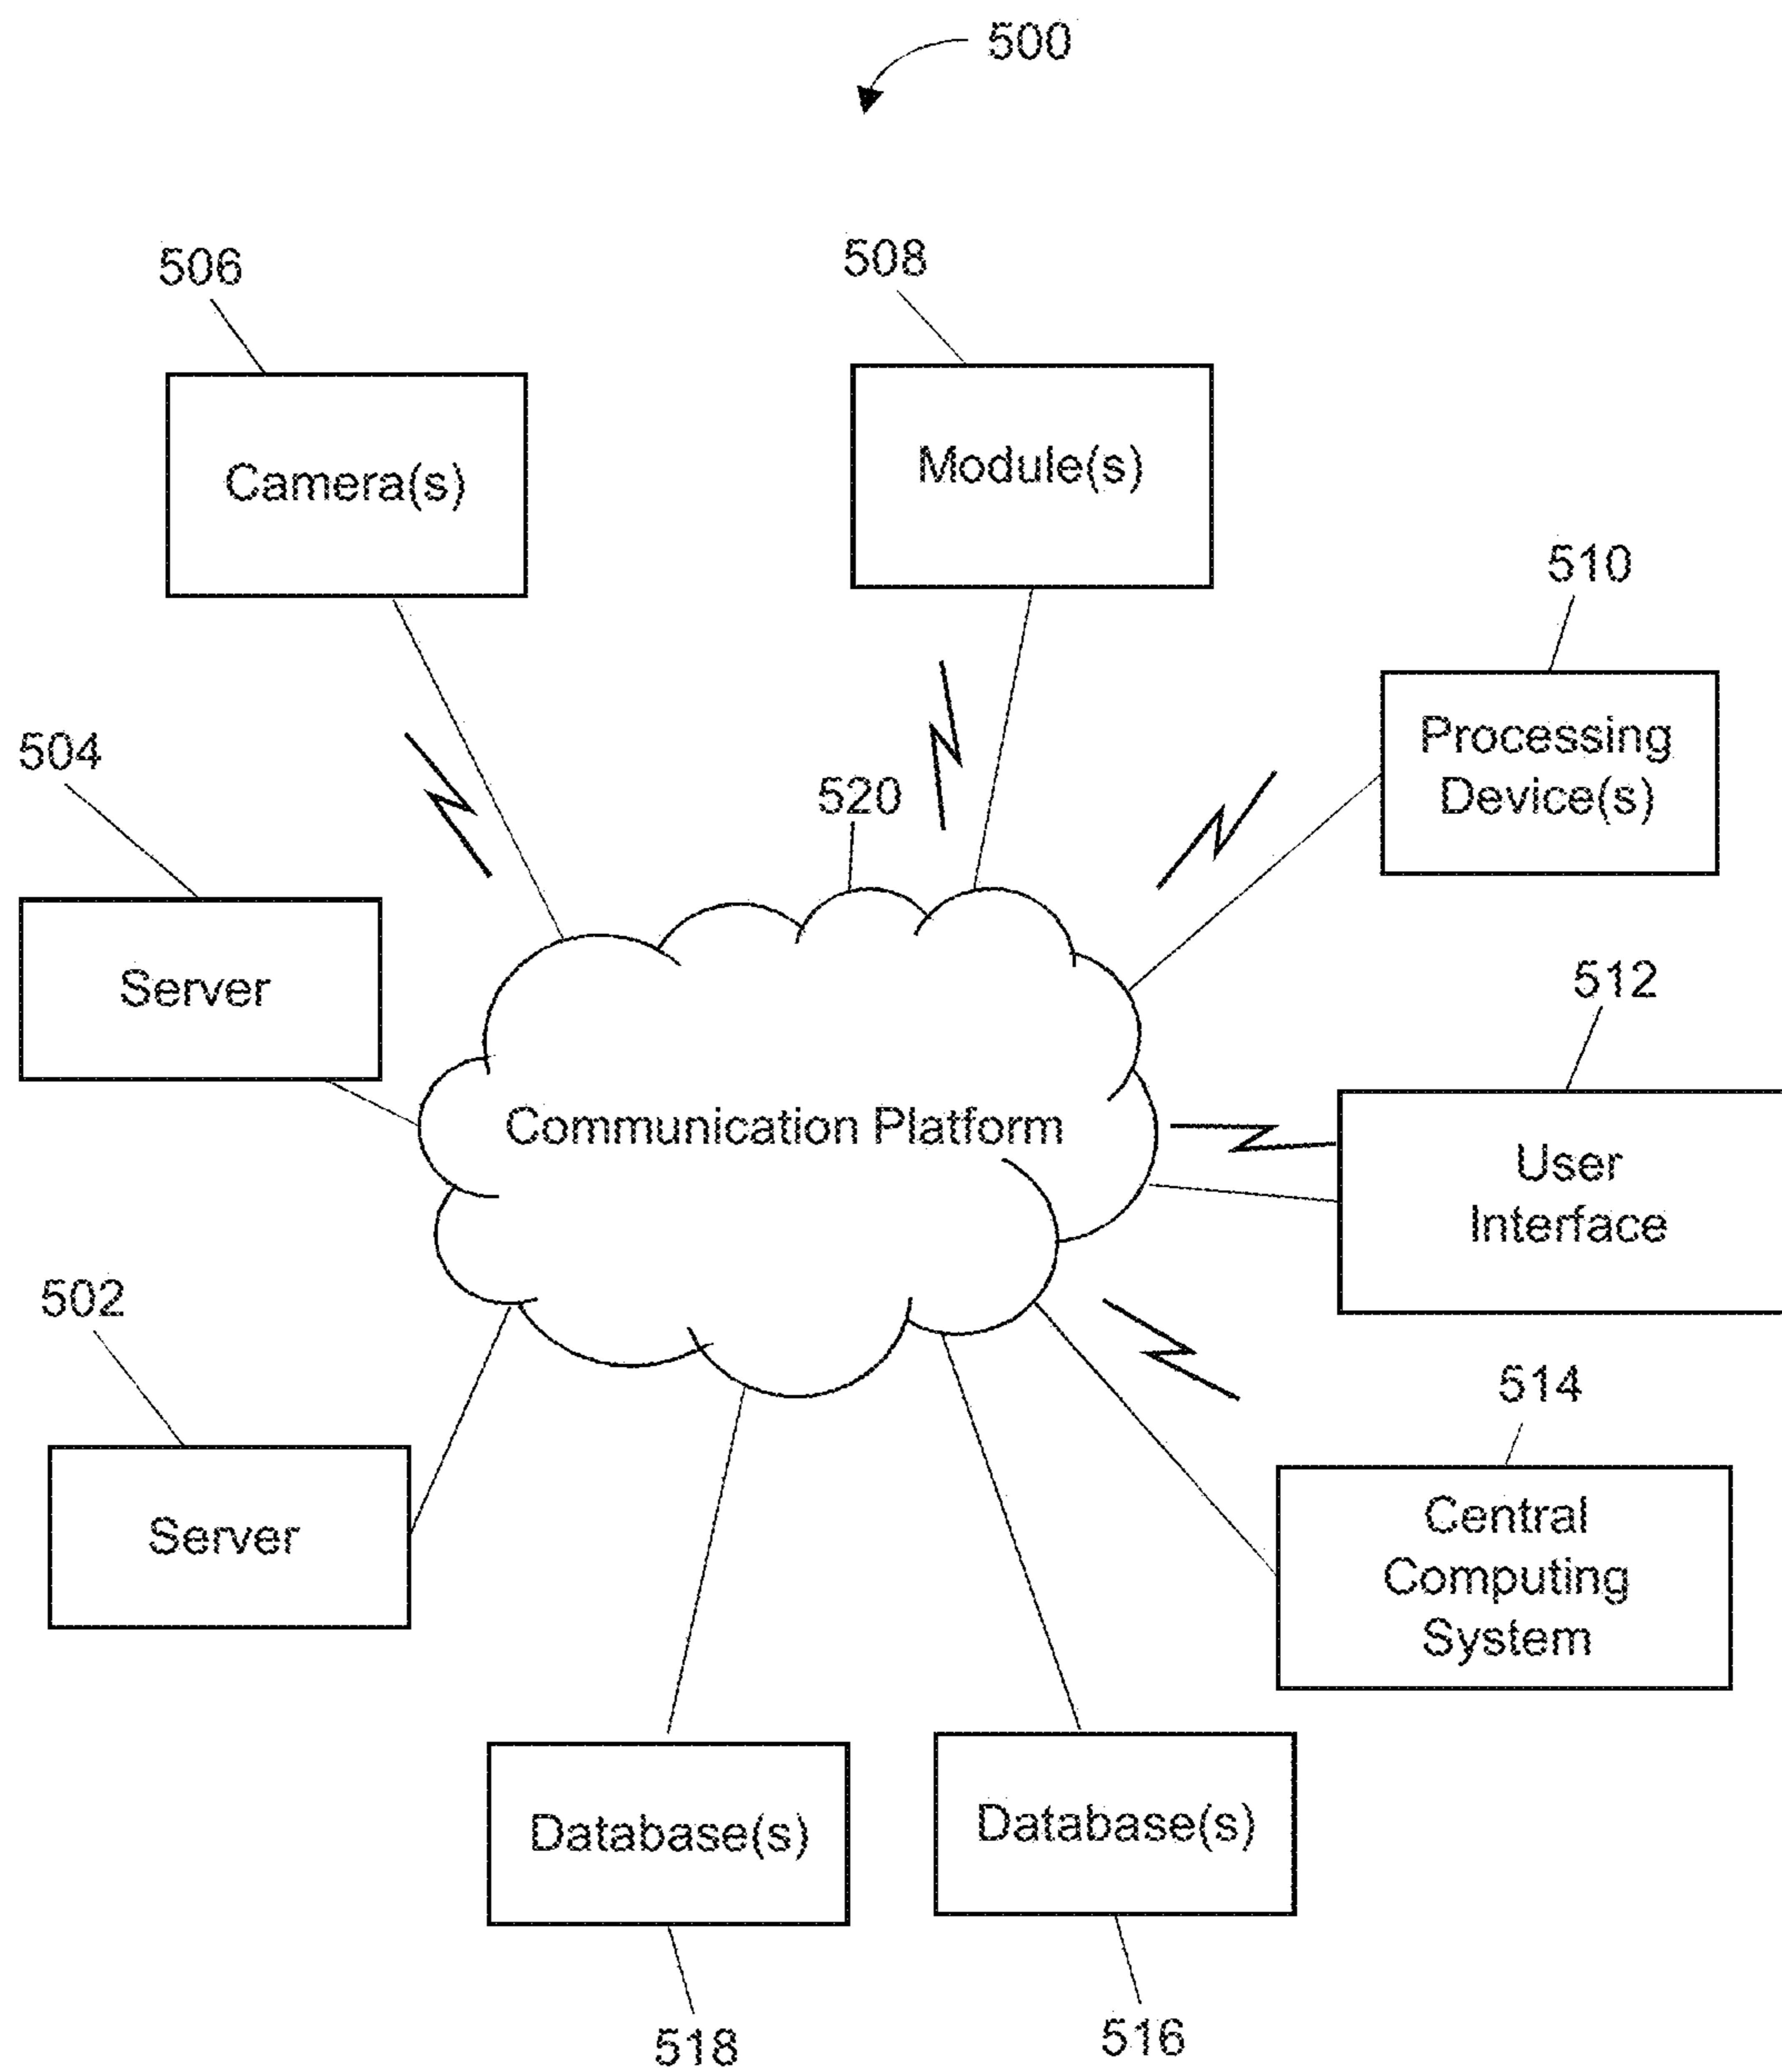 500
506
508
Camera(s)
Module(s)
510
Processing
Device(s)
504
520
Server
512
Communication Platform
User
Interface
502
514
Server
Central
Computing
System
Database(s)
Database(s)
518
516